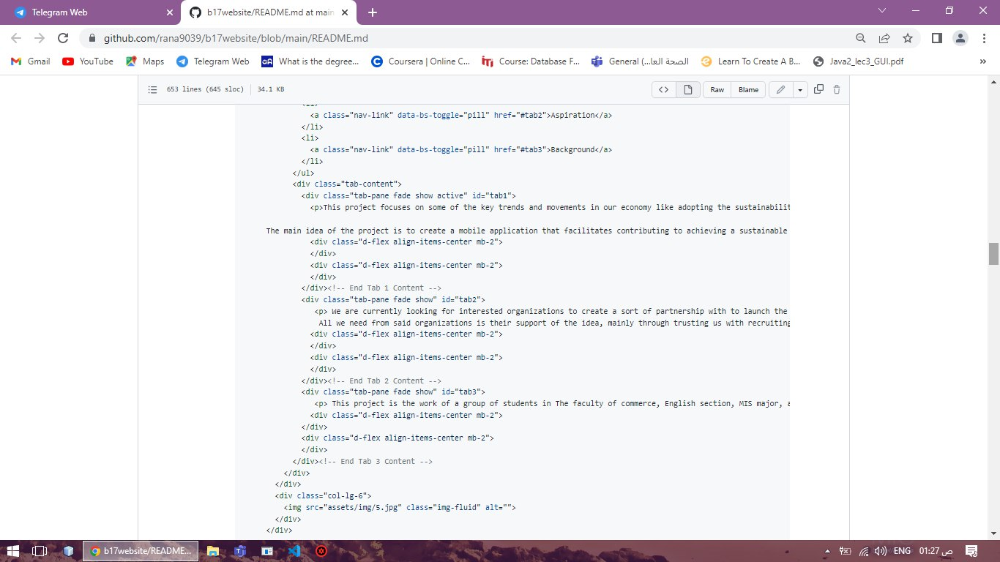 Telegram Web
b17website/README.md at main
github.com/rana9039/b17website/blob/main/README.md
Gmail
YouTube
Maps
Telegram Web
What is the degree...
Coursera | Online C...
Course: Database F...
General (...الصحة العا
Learn To Create A B...
Java2_lec3_GUI.pdf
»
653 lines (645 sloc)
34.1 KB
Raw
Blame
<li>
<a class="nav-link" data-bs-toggle="pill" href="#tab2">Aspiration</a>
</li>
<li>
<a class="nav-link" data-bs-toggle="pill" href="#tab3">Background</a>
</li>
</ul>
<div class="tab-content">
<div class="tab-pane fade show active" id="tab1">
<p>This project focuses on some of the key trends and movements in our economy like adopting the sustainabilit
The main idea of the project is to create a mobile application that facilitates contributing to achieving a sustainable
<div class="d-flex align-items-center mb-2">
</div>
<div class="d-flex align-items-center mb-2">
</div>
</div><!-- End Tab 1 Content -->
<div class="tab-pane fade show" id="tab2">
<p> We are currently looking for interested organizations to create a sort of partnership with to launch the
All we need from said organizations is their support of the idea, mainly through trusting us with recruiting
<div class="d-flex align-items-center mb-2">
</div>
<div class="d-flex align-items-center mb-2">
</div>
</div><!-- End Tab 2 Content -->
<div class="tab-pane fade show" id="tab3">
<p> This project is the work of a group of students in The faculty of commerce, English section, MIS major, a
<div class="d-flex align-items-center mb-2">
</div>
<div class="d-flex align-items-center mb-2">
</div>
</div><!-- End Tab 3 Content -->
</div>
</div>
<div class="col-lg-6">
<img src="assets/img/5.jpg" class="img-fluid" alt="">
</div>
</div>
b17website/README...
ENG
01:27 ص